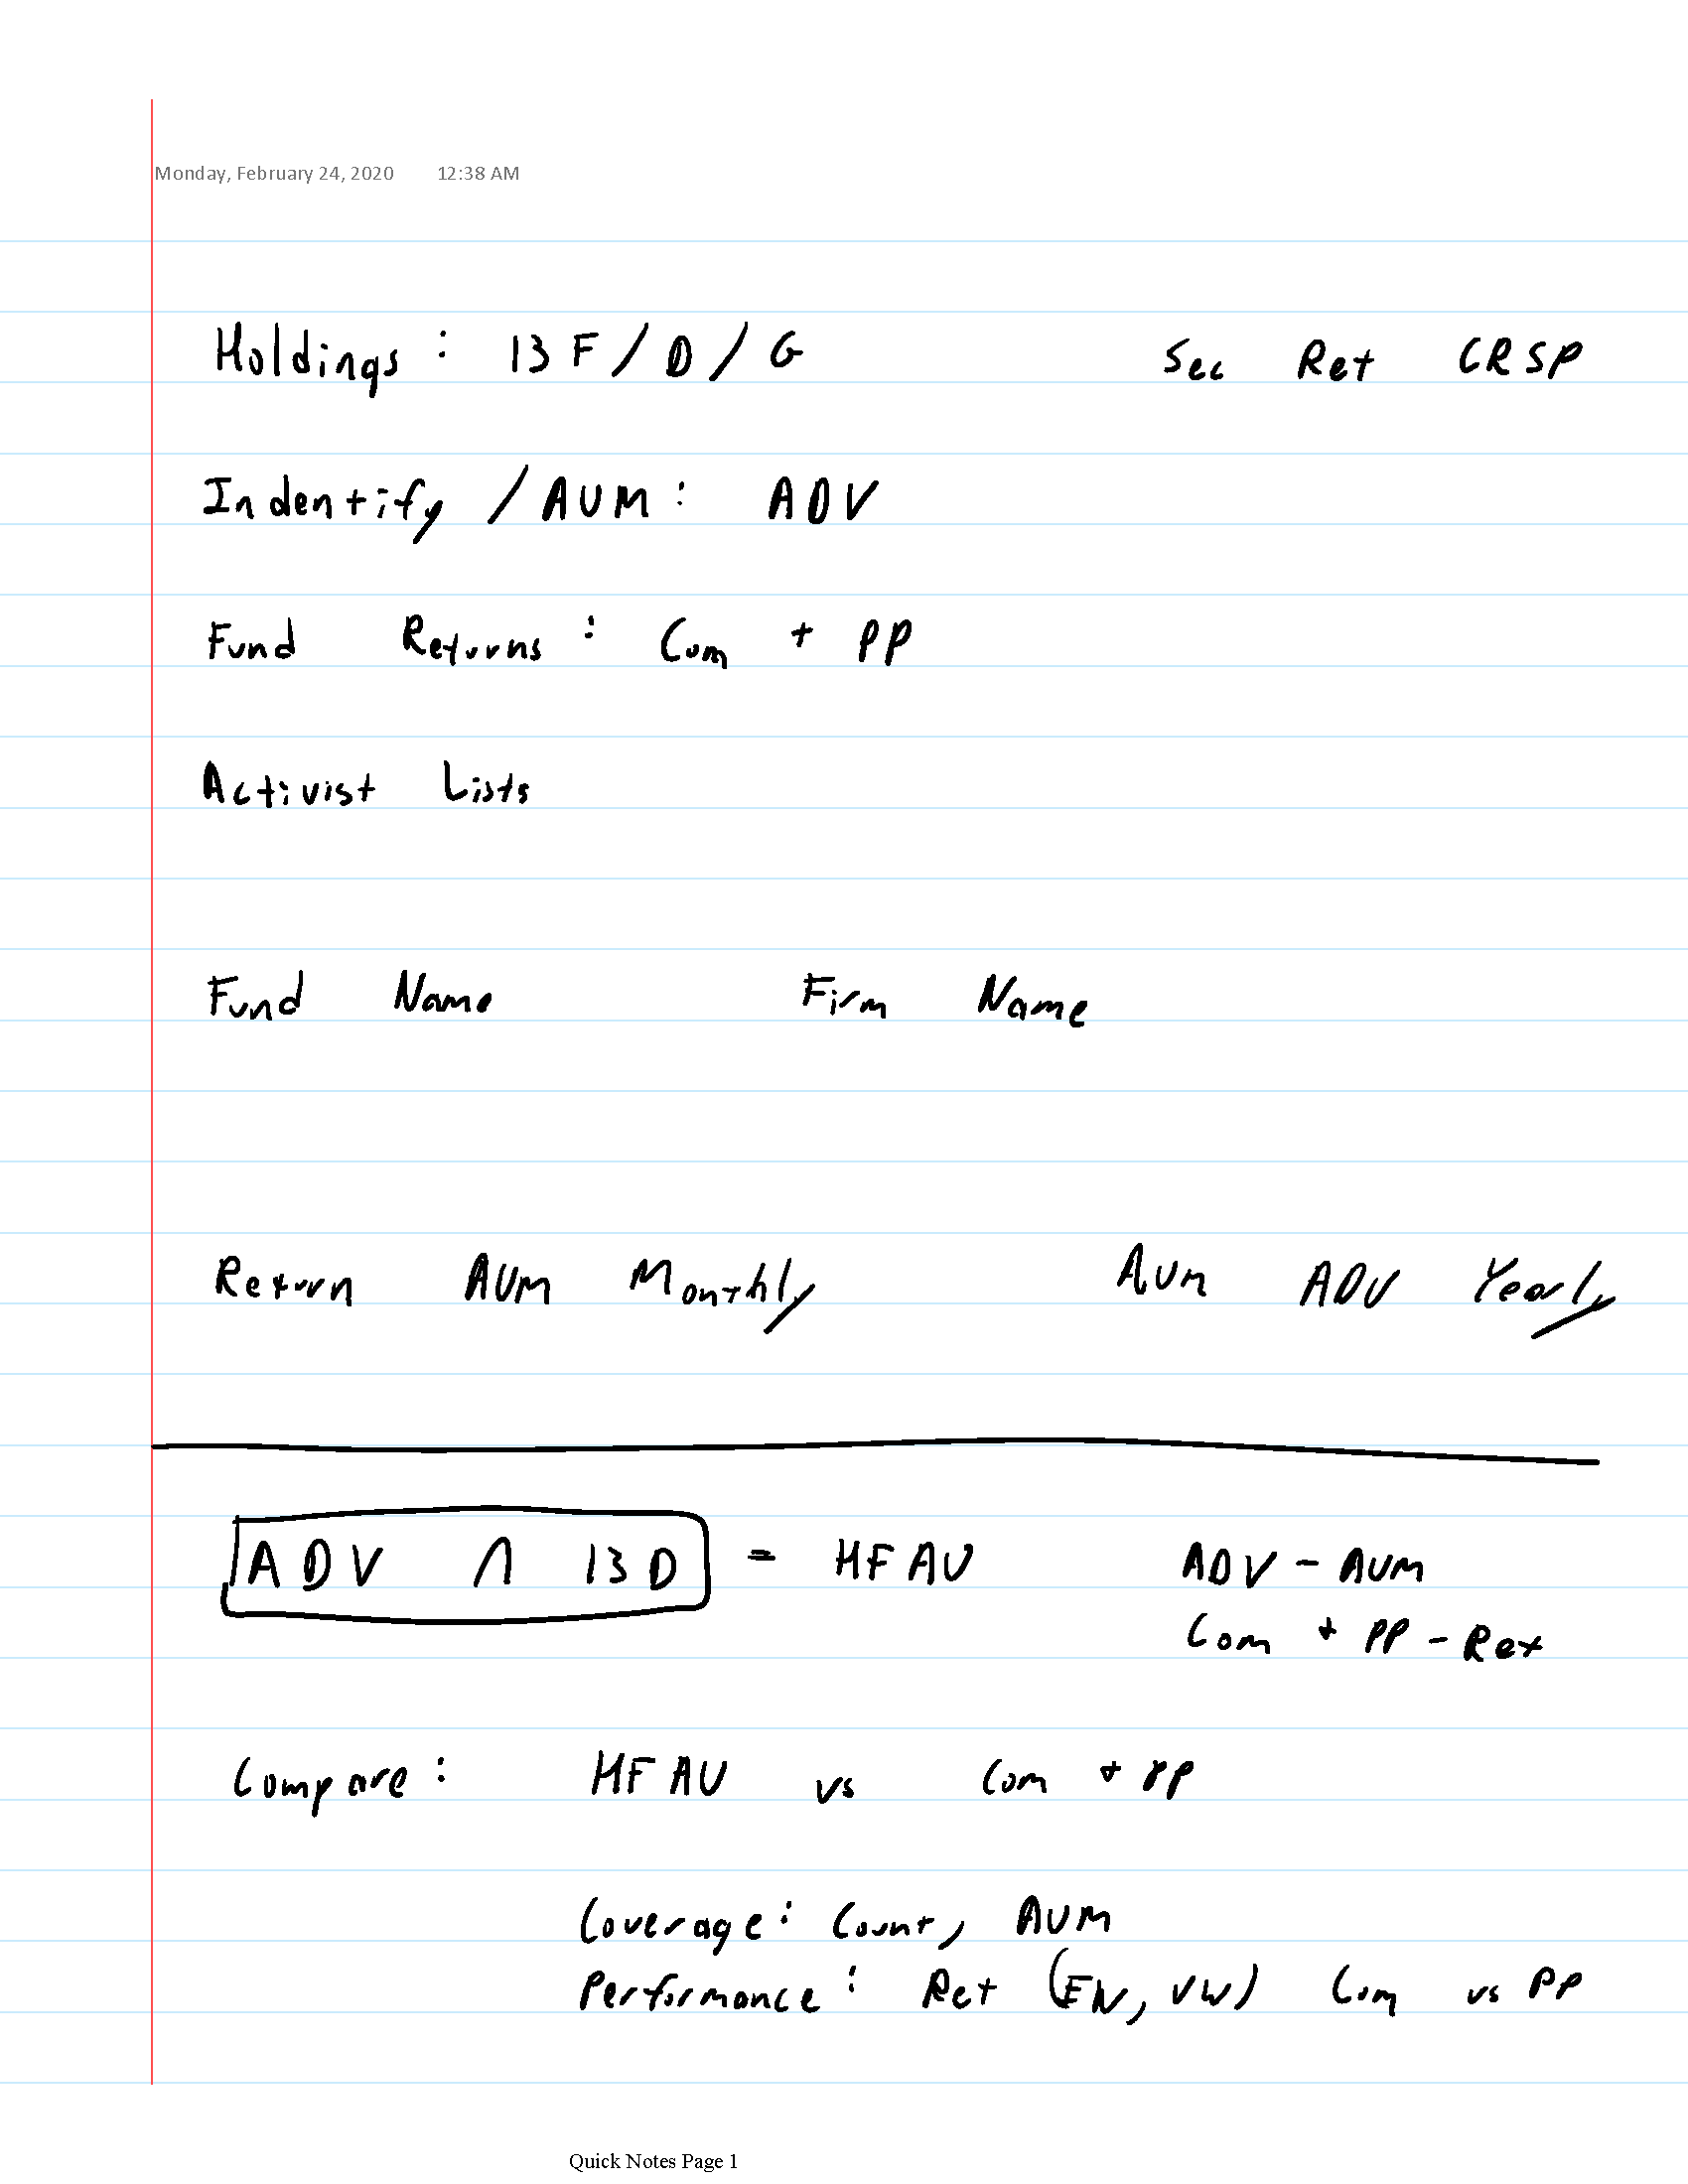 Monday, February 24, 2020 12:38 AM
Holdings: 13 F / D / G Sec Ret CRSP
Indentify / AUM: ADV
Fund Returns: Com + PP
Activist Lists
Fund Name Firm Name
Return AUM Monthly AUM ADV Yearly
ADV ∩ 13D = HFAU ADV - AUM
Com + PP - Ret
Compare: HFAU vs Com + PP
Coverage: Count, AUM
Performance: Ret (EW, VW) Com vs PP
Quick Notes Page 1